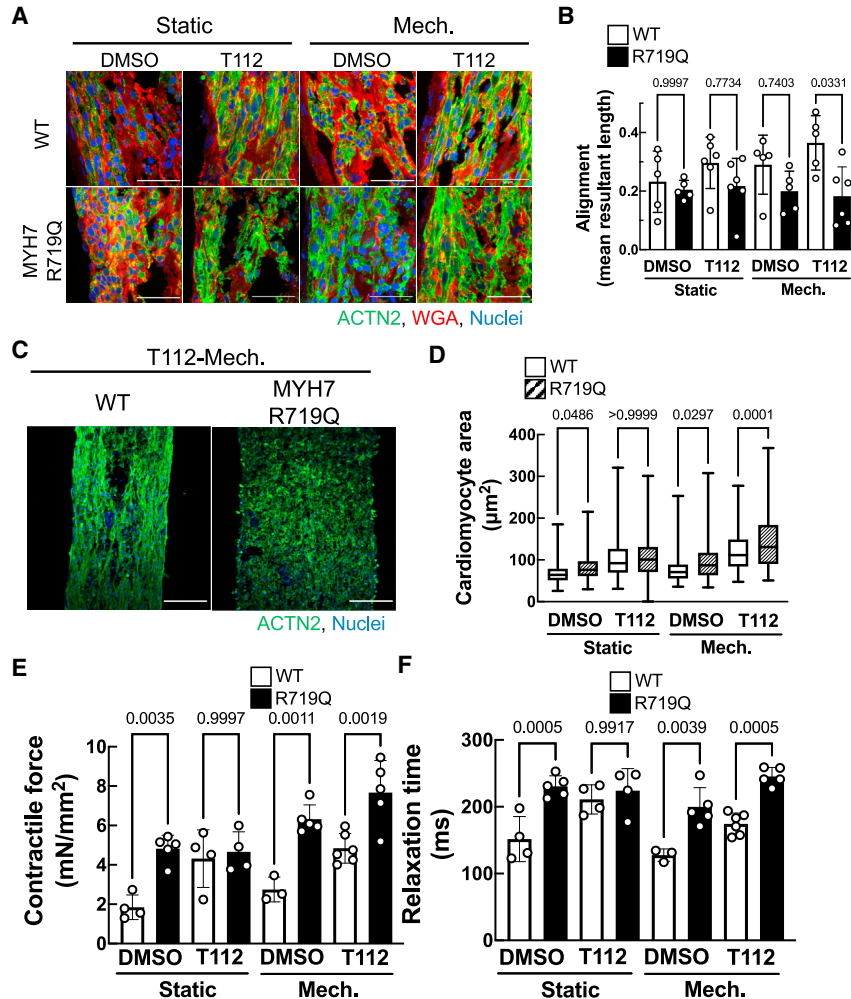 A
Static
Mech.
DMSO
T112
DMSO
T112
WT
MYH7
R719Q
ACTN2, WGA, Nuclei
B
WT
R719Q
0.9997
0.7734
0.7403
0.0331
0.4
0.2
0.0
Alignment
(mean resultant length)
DMSO
T112
DMSO
T112
Static
Mech.
C
T112-Mech.
WT
MYH7
R719Q
ACTN2, Nuclei
D
WT
R719Q
0.0486
>0.9999
0.0297
0.0001
400
300
200
100
0
Cardiomyocyte area
(µm²)
DMSO
T112
DMSO
T112
Static
Mech.
E
WT
R719Q
0.0035
0.9997
0.0011
0.0019
10
8
6
4
2
0
Contractile force
(mN/mm²)
DMSO
T112
DMSO
T112
Static
Mech.
F
WT
R719Q
0.0005
0.9917
0.0039
0.0005
300
200
100
0
Relaxation time
(ms)
DMSO
T112
DMSO
T112
Static
Mech.